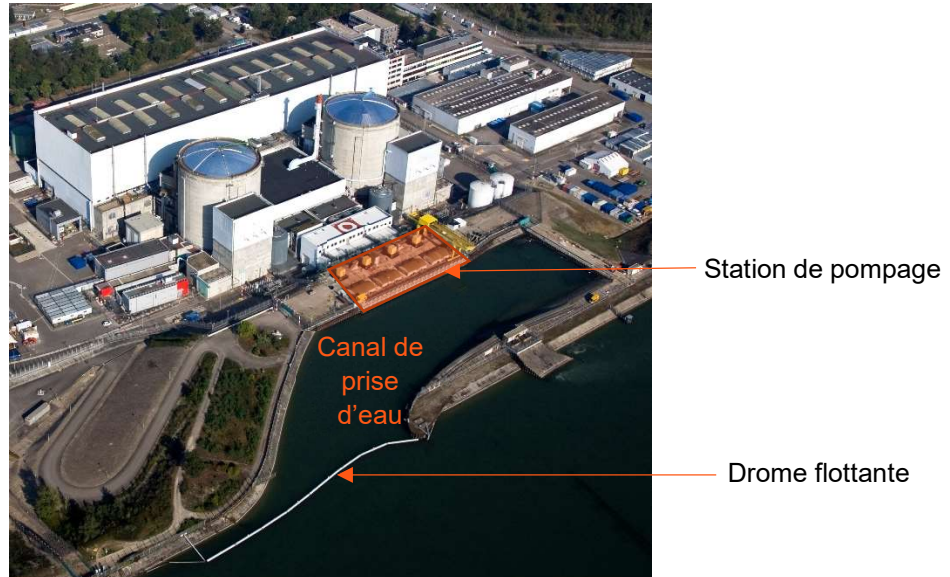 Station de pompage
Canal de
prise
d’eau
Drome flottante